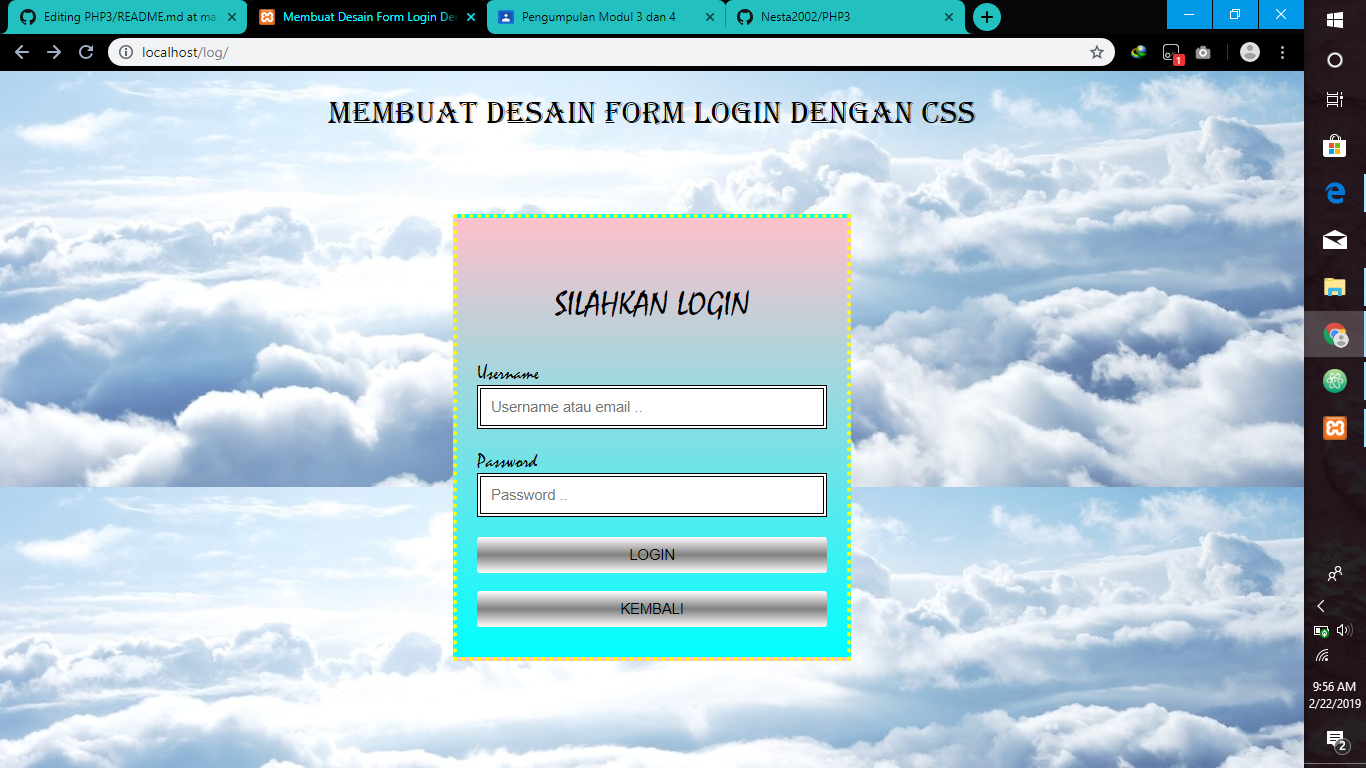 Editing PHP3/README.md at ma
Membuat Desain Form Login De
Pengumpulan Modul 3 dan 4
Nesta2002/PHP3
localhost/log/
1
MEMBUAT DESAIN FORM LOGIN DENGAN CSS
SILAHKAN LOGIN
Username
Username atau email ..
Password
Password ..
LOGIN
KEMBALI
9:56 AM
2/22/2019
2